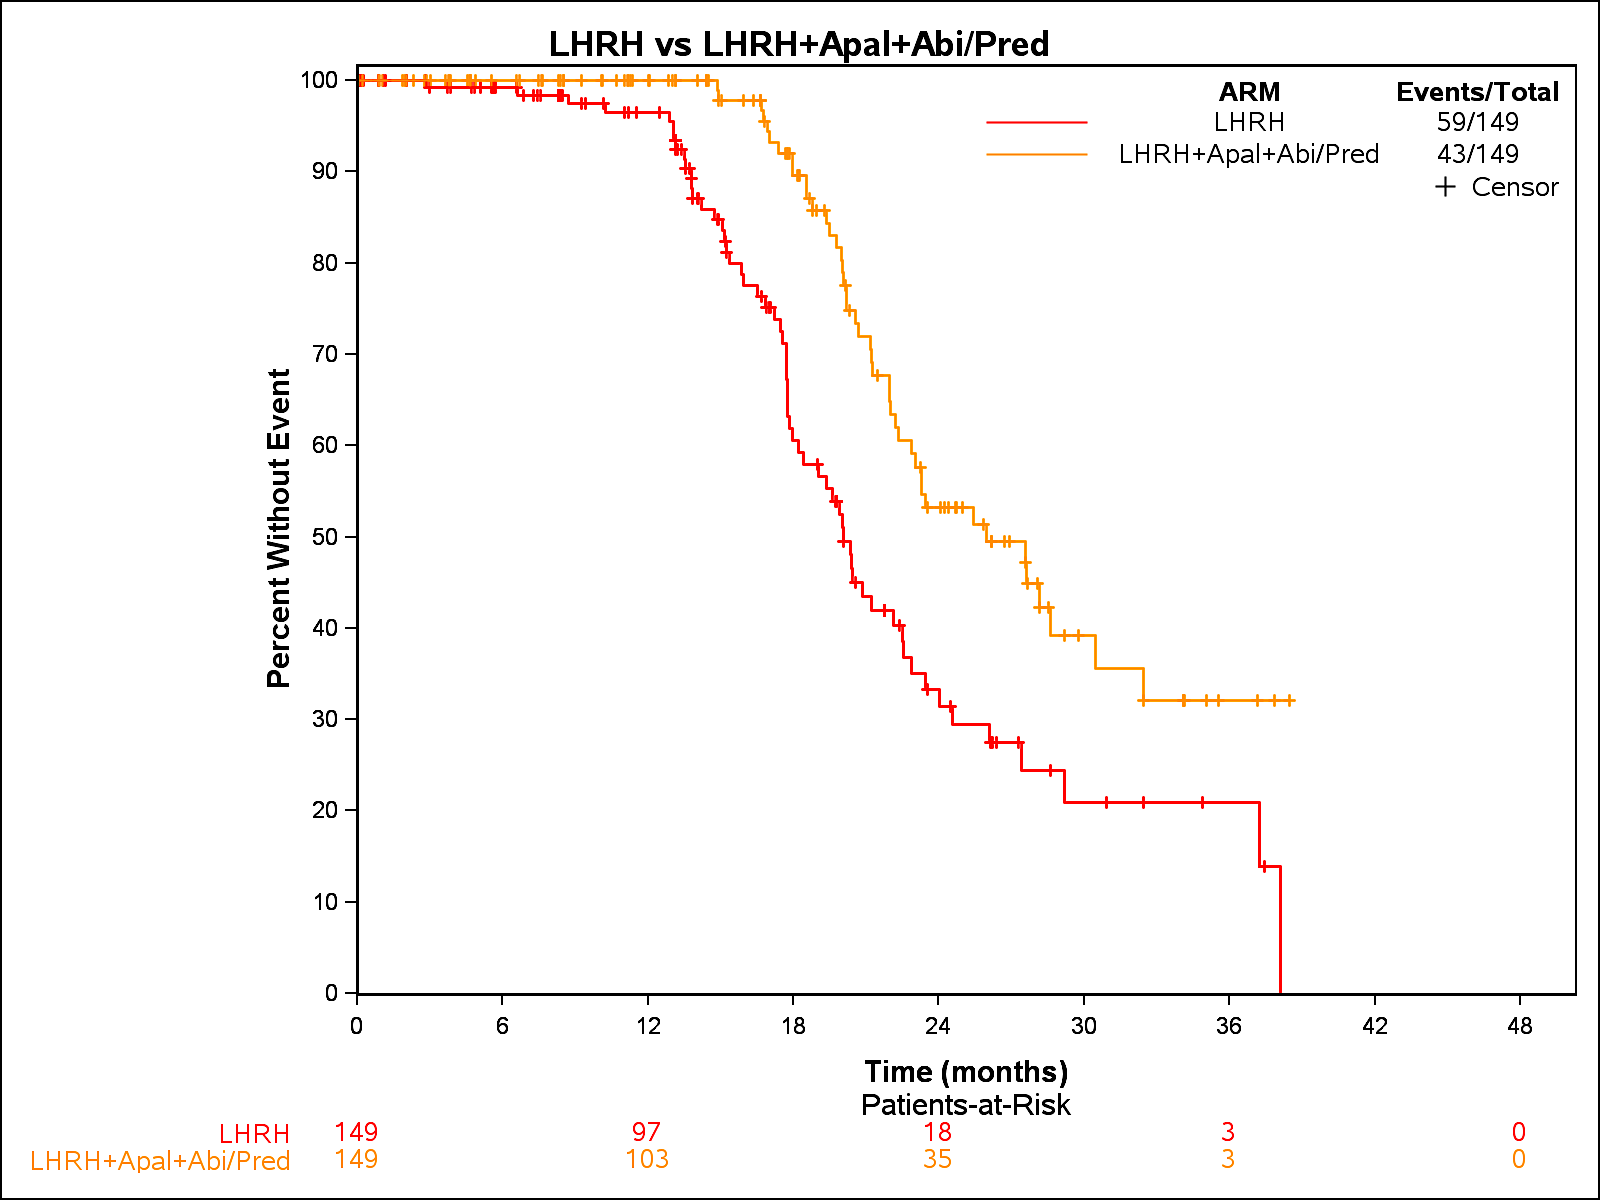 LHRH vs LHRH+Apal+Abi/Pred
ARM Events/Total
LHRH 59/149
LHRH+Apal+Abi/Pred 43/149
+ Censor
Percent Without Event
100
90
80
70
60
50
40
30
20
10
0
0 6 12 18 24 30 36 42 48
Time (months)
Patients-at-Risk
LHRH 149 97 18 3 0
LHRH+Apal+Abi/Pred 149 103 35 3 0